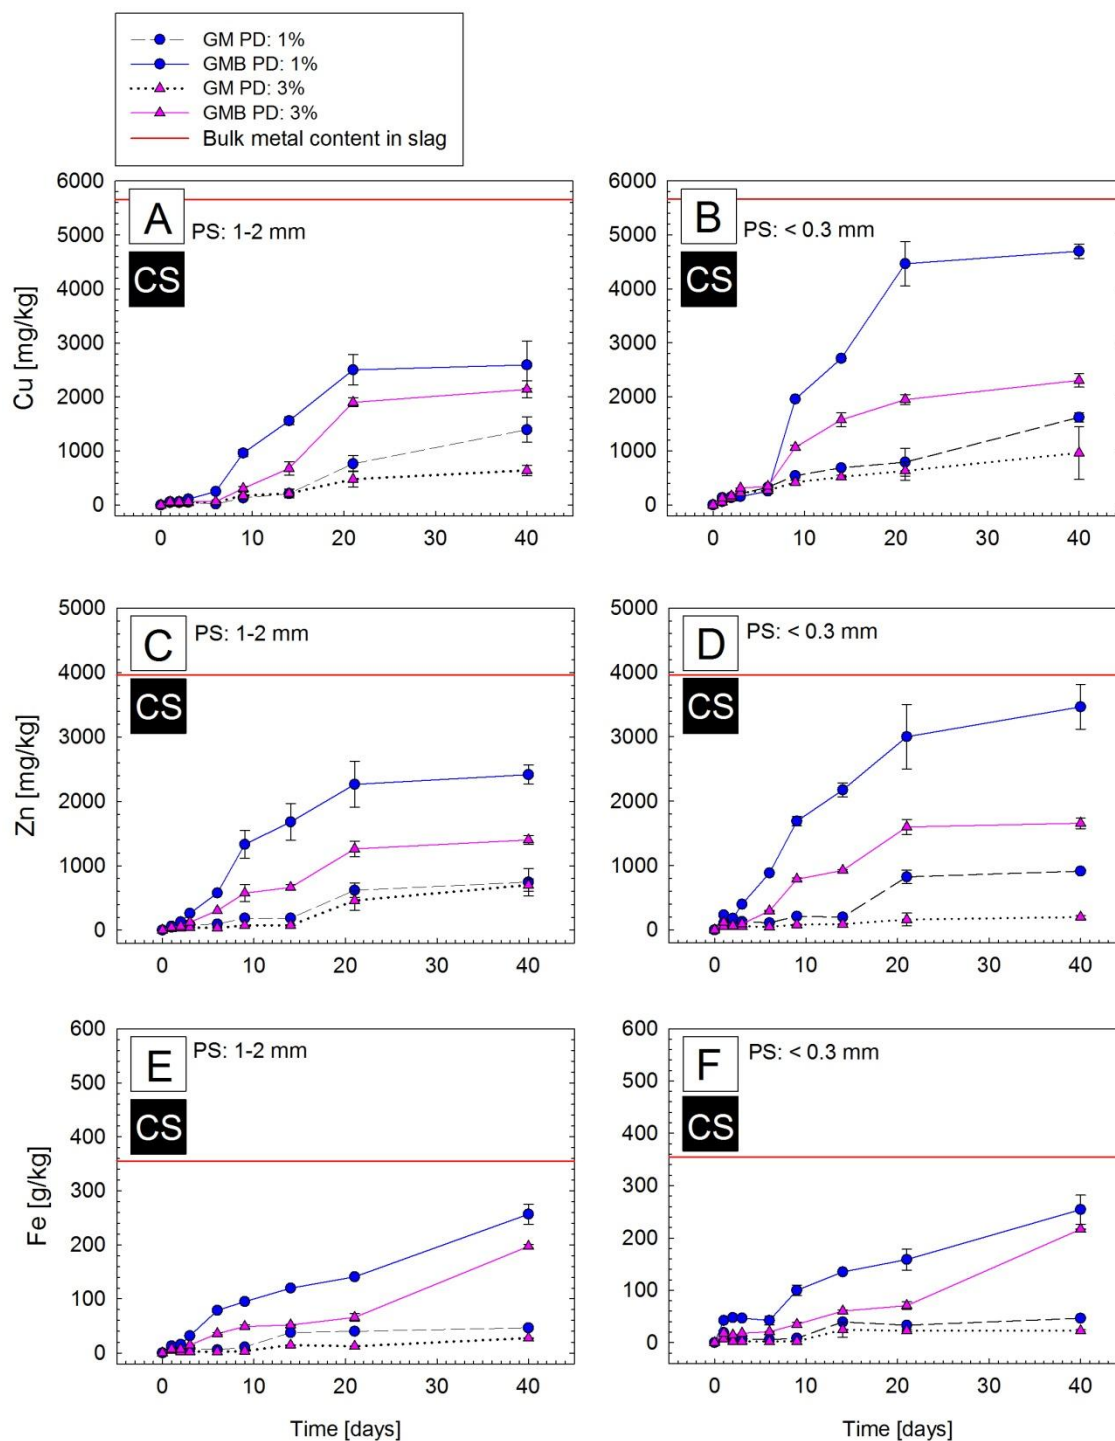 GM PD: 1%
GMB PD: 1%
GM PD: 3%
GMB PD: 3%
Bulk metal content in slag
6000
5000
4000
3000
2000
1000
0
Cu [mg/kg]
A
PS: 1-2 mm
CS
0 10 20 30 40
6000
5000
4000
3000
2000
1000
0
B
PS: < 0.3 mm
CS
0 10 20 30 40
5000
4000
3000
2000
1000
0
Zn [mg/kg]
C
PS: 1-2 mm
CS
0 10 20 30 40
5000
4000
3000
2000
1000
0
D
PS: < 0.3 mm
CS
0 10 20 30 40
600
500
400
300
200
100
0
Fe [g/kg]
E
PS: 1-2 mm
CS
0 10 20 30 40
Time [days]
600
500
400
300
200
100
0
F
PS: < 0.3 mm
CS
0 10 20 30 40
Time [days]